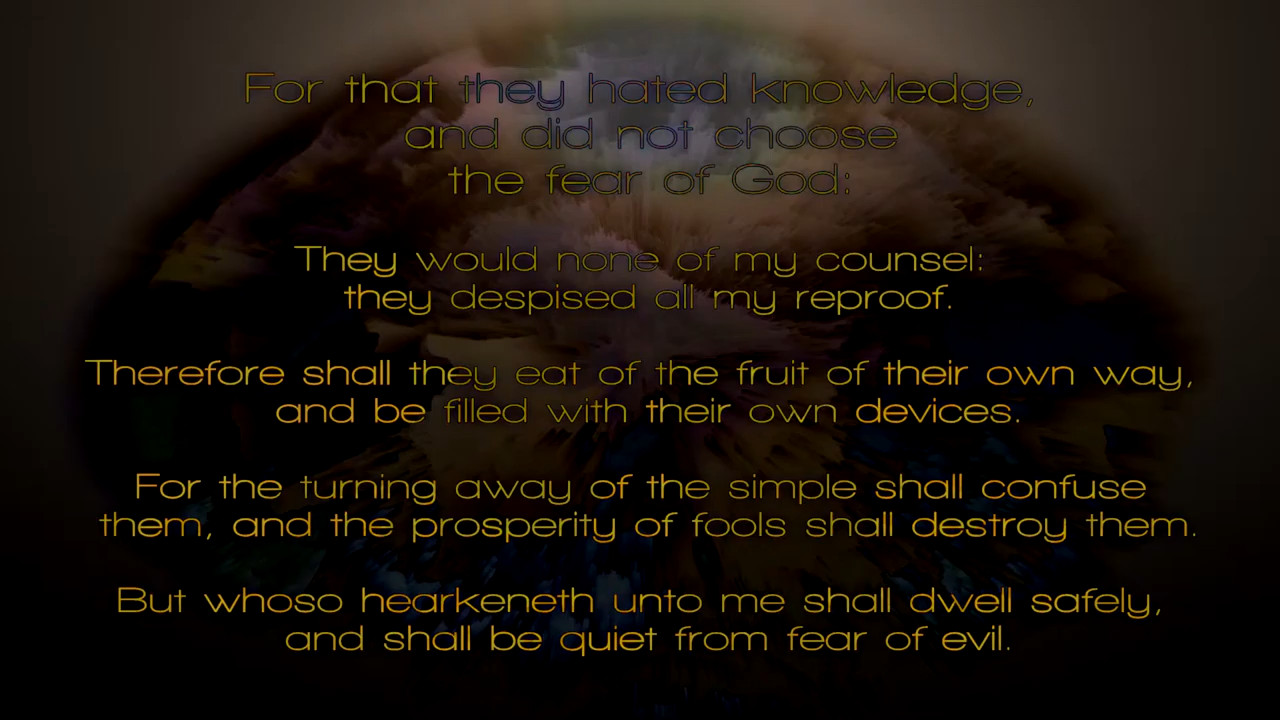 For that they hated knowledge,
and did not choose
the fear of God:
They would none of my counsel:
they despised all my reproof.
Therefore shall they eat of the fruit of their own way,
and be filled with their own devices.
For the turning away of the simple shall confuse
them, and the prosperity of fools shall destroy them.
But whoso hearkeneth unto me shall dwell safely,
and shall be quiet from fear of evil.